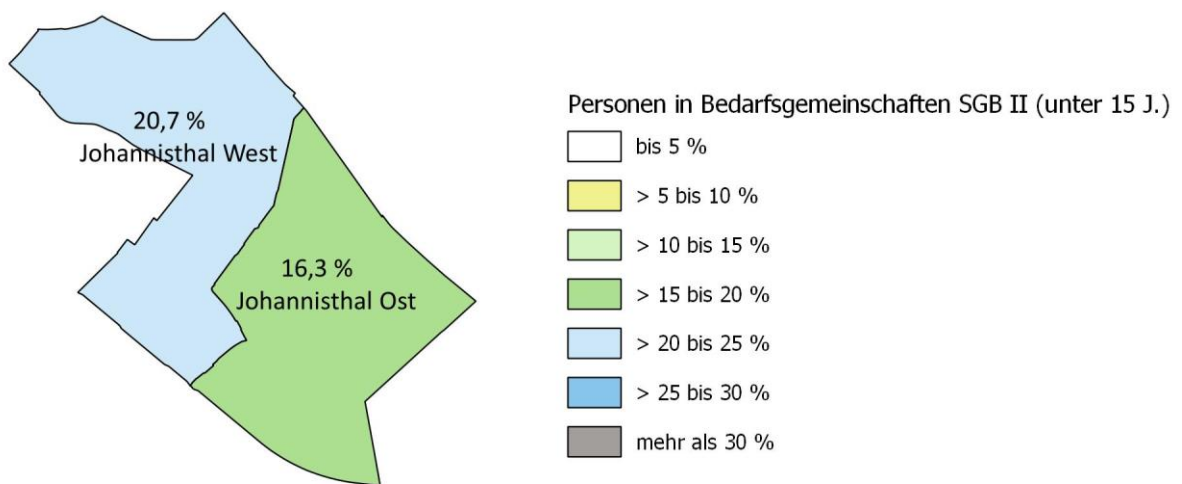 20,7 %
Johannisthal West
16,3 %
Johannisthal Ost
Personen in Bedarfsgemeinschaften SGB II (unter 15 J.)
bis 5 %
> 5 bis 10 %
> 10 bis 15 %
> 15 bis 20 %
> 20 bis 25 %
> 25 bis 30 %
mehr als 30 %